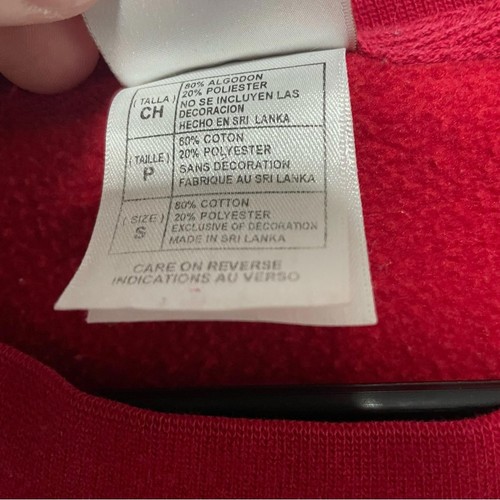 ( TALLA ) CH
80% ALGODON
20% POLIESTER
NO SE INCLUYEN LAS
DECORACION
HECHO EN SRI LANKA
( TAILLE ) P
80% COTON
20% POLYESTER
SANS DÉCORATION
FABRIQUE AU SRI LANKA
( SIZE ) S
80% COTTON
20% POLYESTER
EXCLUSIVE OF DECORATION
MADE IN SRI LANKA
CARE ON REVERSE
INDICATIONS AU VERSO